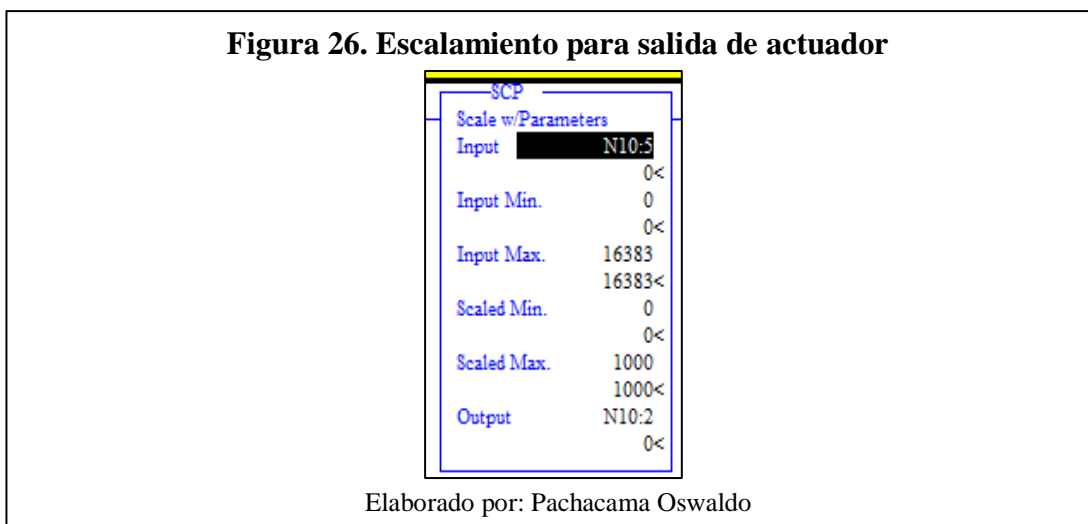 Figura 26. Escalamiento para salida de actuador
SCP
Scale w/Parameters
Input N10:5
0<
Input Min. 0
0<
Input Max. 16383
16383<
Scaled Min. 0
0<
Scaled Max. 1000
1000<
Output N10:2
0<
Elaborado por: Pachacama Oswaldo